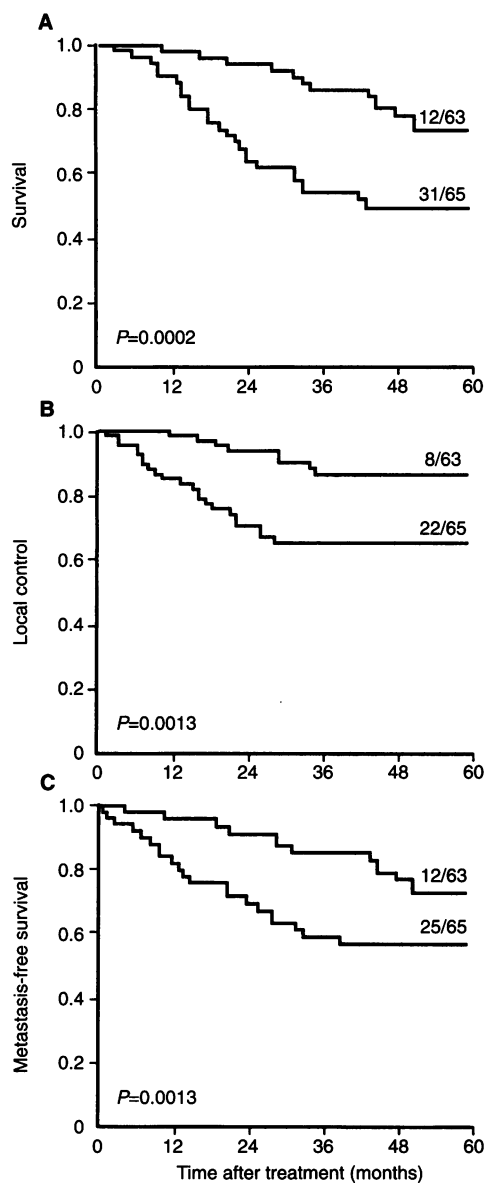 A
1.0
0.8
0.6
0.4
0.2
0
Survival
12/63
31/65
P=0.0002
0 12 24 36 48 60
B
1.0
0.8
0.6
0.4
0.2
0
Local control
8/63
22/65
P=0.0013
0 12 24 36 48 60
C
1.0
0.8
0.6
0.4
0.2
0
Metastasis-free survival
12/63
25/65
P=0.0013
0 12 24 36 48 60
Time after treatment (months)